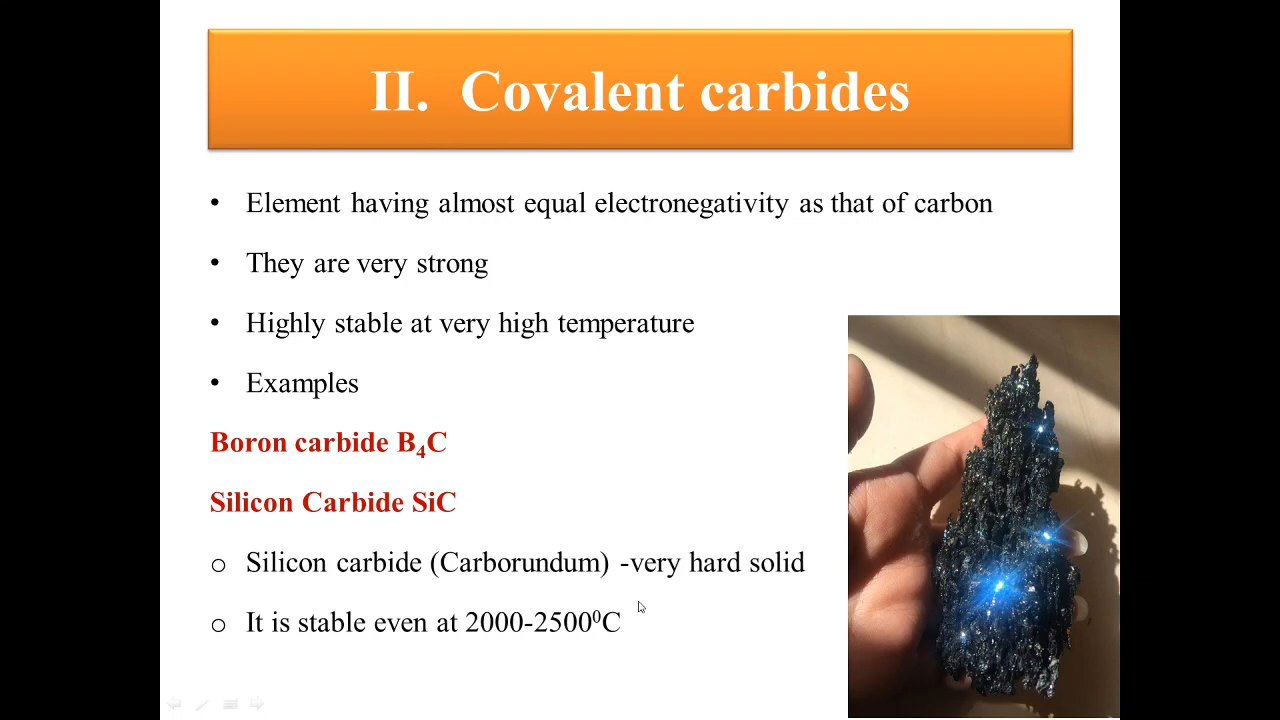 II. Covalent carbides
• Element having almost equal electronegativity as that of carbon
• They are very strong
• Highly stable at very high temperature
• Examples
Boron carbide B₄C
Silicon Carbide SiC
o Silicon carbide (Carborundum) -very hard solid
o It is stable even at 2000-2500⁰C